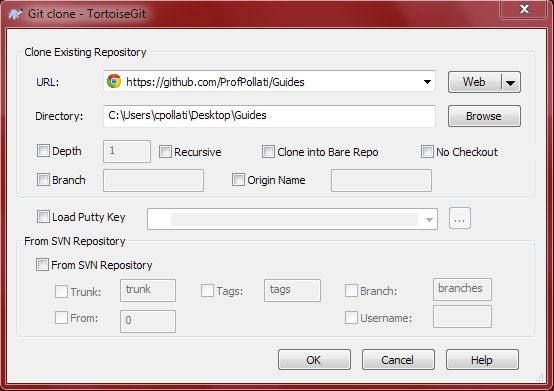 Git clone - TortoiseGit
Clone Existing Repository
URL: https://github.com/ProfPollati/Guides Web
Directory: C:\Users\cpollati\Desktop\Guides Browse
Depth 1 Recursive Clone into Bare Repo No Checkout
Branch Origin Name
Load Putty Key ...
From SVN Repository
From SVN Repository
Trunk: trunk Tags: tags Branch: branches
From: 0 Username:
OK Cancel Help